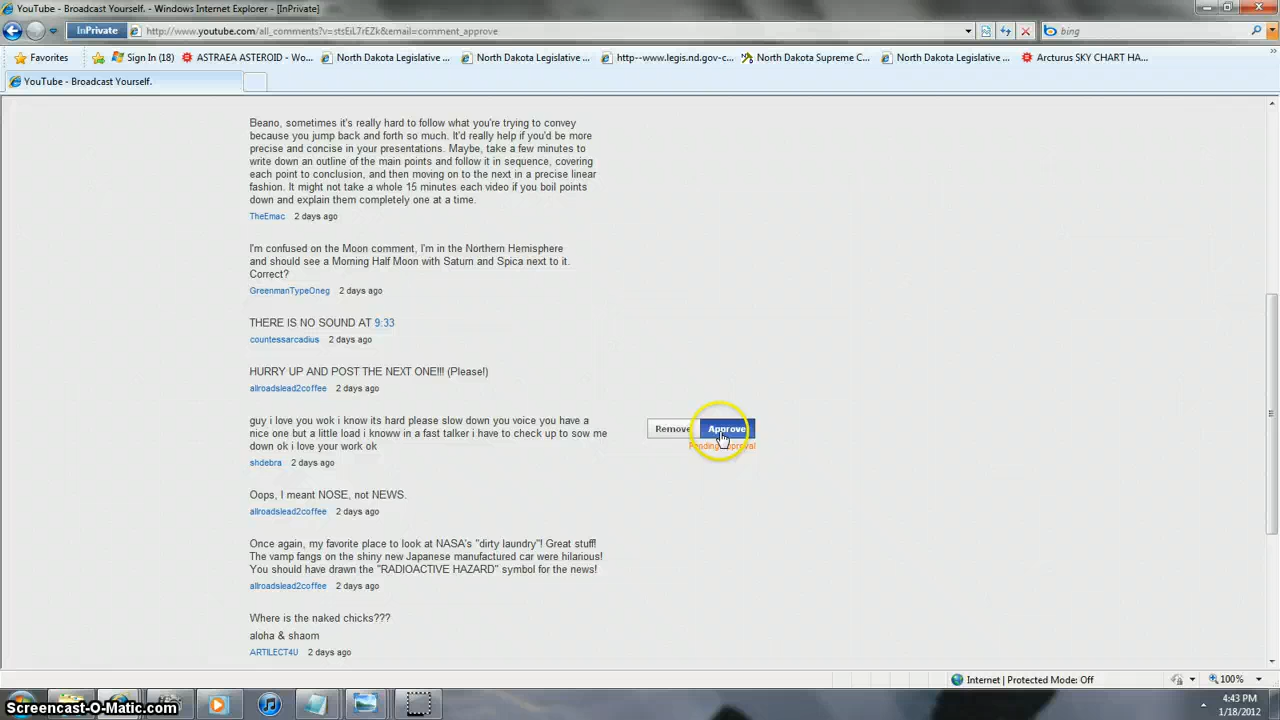 YouTube - Broadcast Yourself. - Windows Internet Explorer - [InPrivate]
InPrivate http://www.youtube.com/all_comments?v=stsEiL7rEZk&email=comment_approve bing
Favorites Sign In (18) ASTRAEA ASTEROID - Wo... North Dakota Legislative ... North Dakota Legislative ... http--www.legis.nd.gov-c... North Dakota Supreme C... North Dakota Legislative ... Arcturus SKY CHART HA...
YouTube - Broadcast Yourself.
Beano, sometimes it's really hard to follow what you're trying to convey
because you jump back and forth so much. It'd really help if you'd be more
precise and concise in your presentations. Maybe, take a few minutes to
write down an outline of the main points and follow it in sequence, covering
each point to conclusion, and then moving on to the next in a precise linear
fashion. It might not take a whole 15 minutes each video if you boil points
down and explain them completely one at a time.
TheEmac 2 days ago
I'm confused on the Moon comment, I'm in the Northern Hemisphere
and should see a Morning Half Moon with Saturn and Spica next to it.
Correct?
GreenmanTypeOneg 2 days ago
THERE IS NO SOUND AT 9:33
countessarcadius 2 days ago
HURRY UP AND POST THE NEXT ONE!!! (Please!)
allroadslead2coffee 2 days ago
guy i love you wok i know its hard please slow down you voice you have a
nice one but a little load i knoww in a fast talker i have to check up to sow me
down ok i love your work ok
shdebra 2 days ago
Remove Approve
Pending approval
Oops, I meant NOSE, not NEWS.
allroadslead2coffee 2 days ago
Once again, my favorite place to look at NASA's "dirty laundry"! Great stuff!
The vamp fangs on the shiny new Japanese manufactured car were hilarious!
You should have drawn the "RADIOACTIVE HAZARD" symbol for the news!
allroadslead2coffee 2 days ago
Where is the naked chicks???
aloha & shaom
ARTILECT4U 2 days ago
Internet | Protected Mode: Off 100%
4:43 PM
1/18/2012
Screencast-O-Matic.com